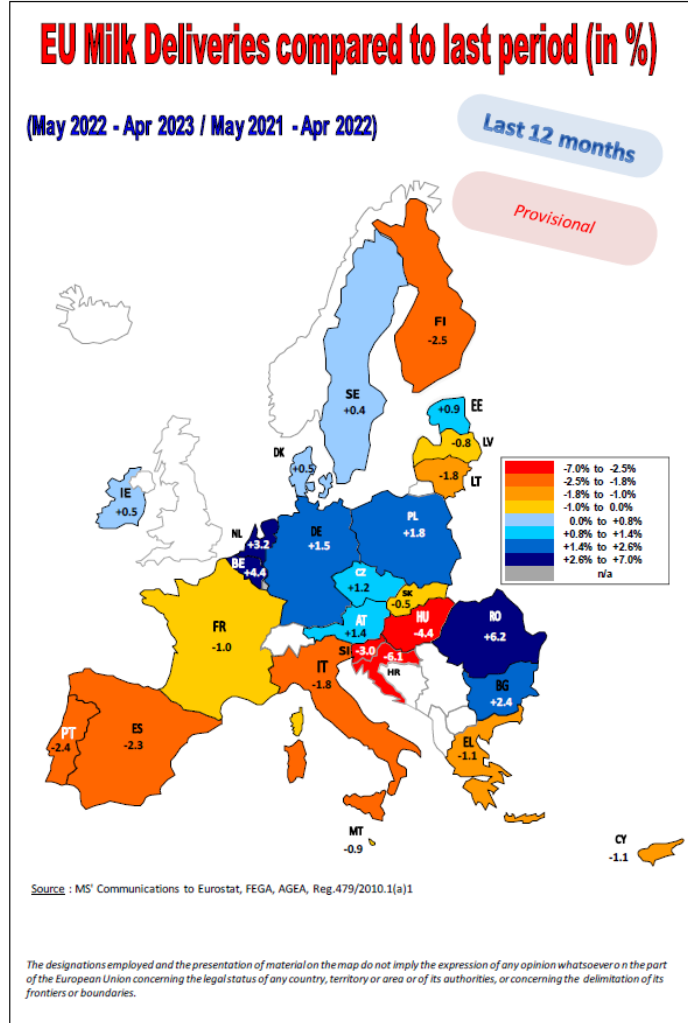 EU Milk Deliveries compared to last period (in %)
(May 2022 - Apr 2023 / May 2021 - Apr 2022)
Last 12 months
Provisional
FI
-2.5
SE
+0.4
+0.9
EE
-0.8
LV
-1.8
LT
DK
+0.5
IE
+0.5
-7.0% to -2.5%
-2.5% to -1.8%
-1.8% to -1.0%
-1.0% to 0.0%
0.0% to +0.8%
+0.8% to +1.4%
+1.4% to +2.6%
+2.6% to +7.0%
n/a
NL
+3.2
BE
+4.4
DE
+1.5
PL
+1.8
CZ
+1.2
SK
-0.5
AT
+1.4
HU
-4.4
RO
+6.2
FR
-1.0
SI
-3.0
-6.1
HR
IT
-1.8
BG
+2.4
PT
-2.4
ES
-2.3
EL
-1.1
MT
-0.9
CY
-1.1
Source : MS' Communications to Eurostat, FEGA, AGEA, Reg.479/2010.1(a)1
The designations employed and the presentation of material on the map do not imply the expression of any opinion whatsoever o n the part
of the European Union concerning the legal status of any country, territory or area or of its authorities, or concerning the delimitation of its
frontiers or boundaries.